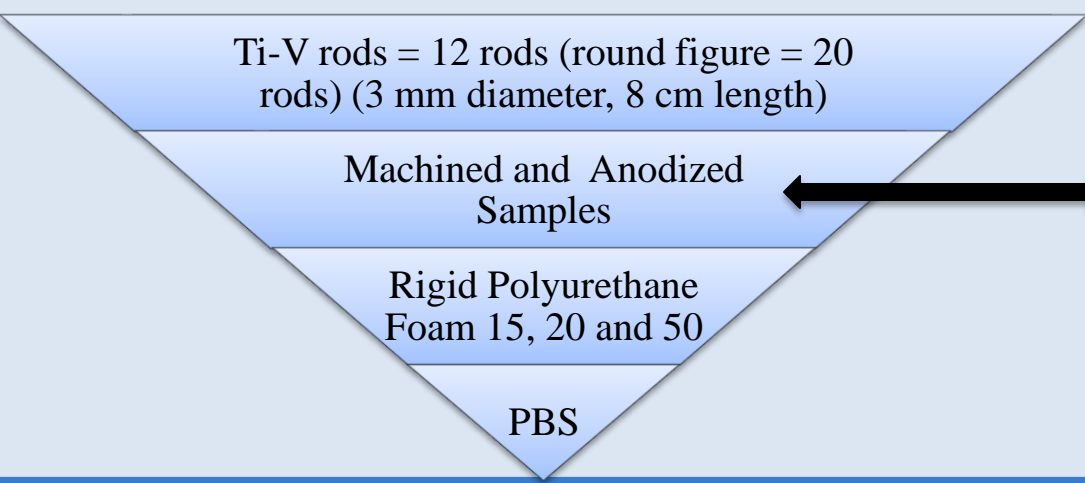 Ti-V rods = 12 rods (round figure = 20
rods) (3 mm diameter, 8 cm length)
Machined and Anodized
Samples
Rigid Polyurethane
Foam 15, 20 and 50
PBS